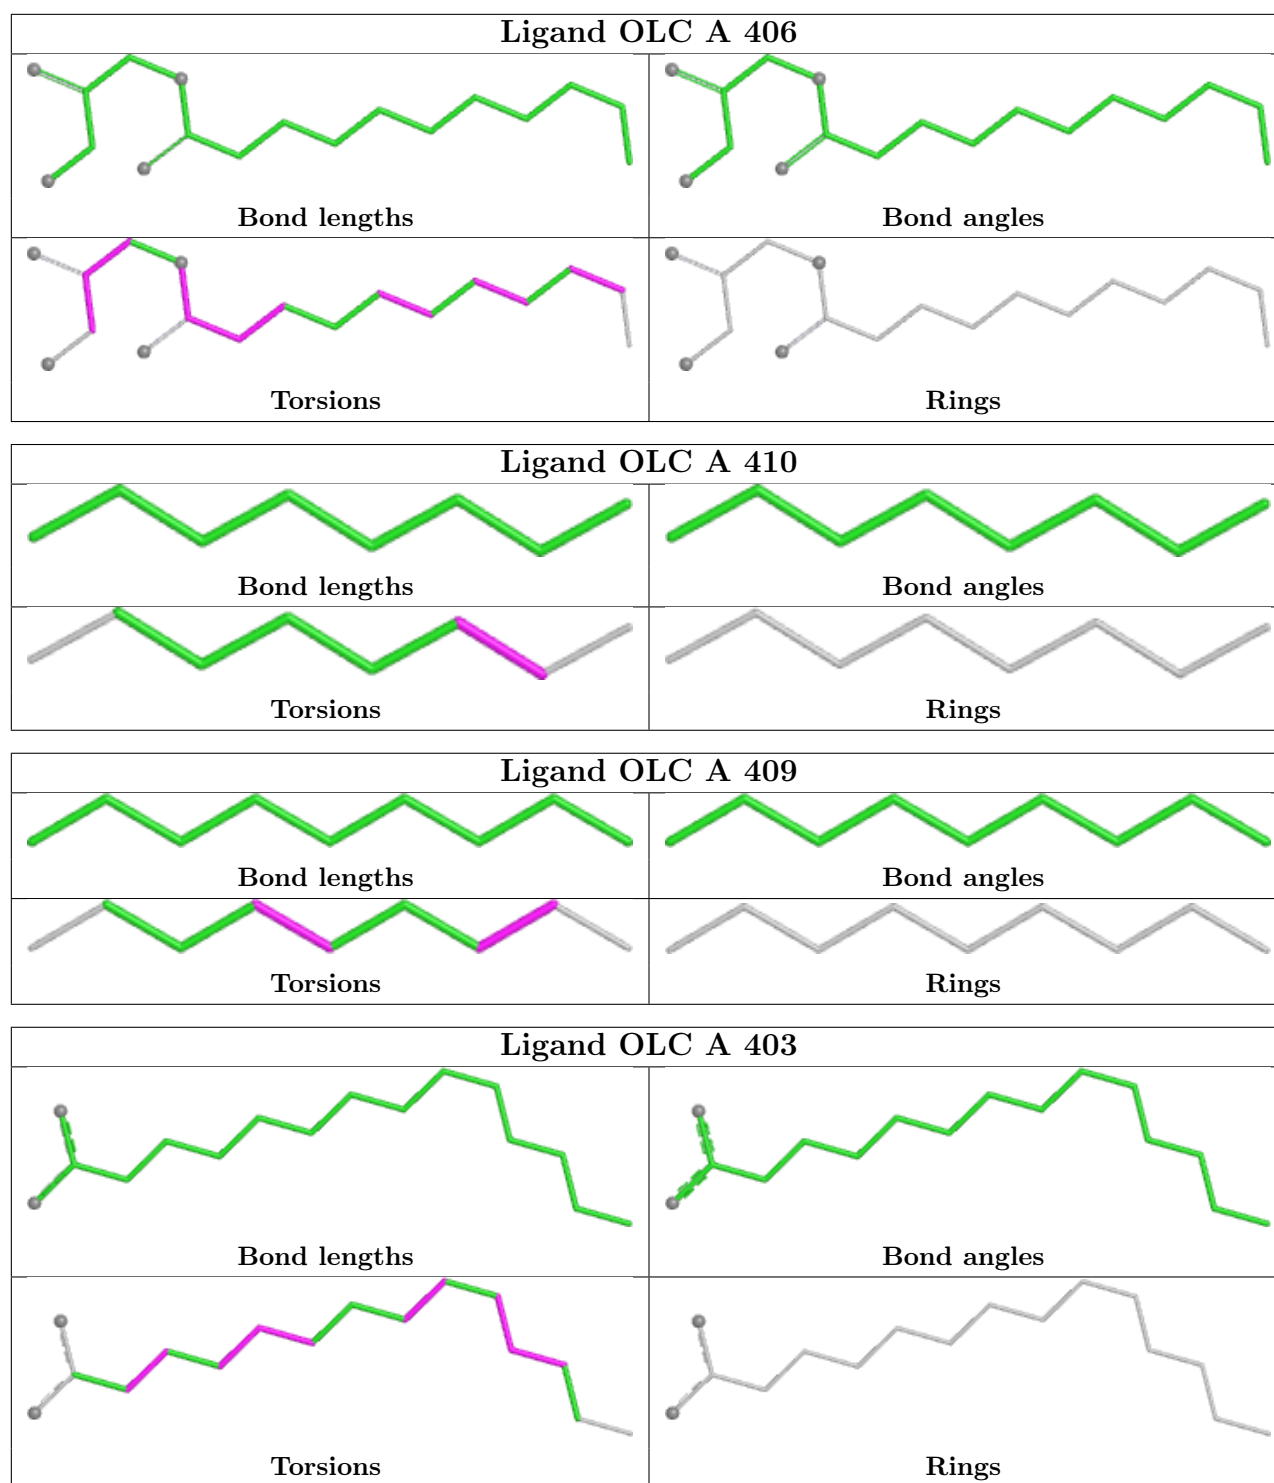 Ligand OLC A 406
Bond lengths
Bond angles
Torsions
Rings
Ligand OLC A 410
Bond lengths
Bond angles
Torsions
Rings
Ligand OLC A 409
Bond lengths
Bond angles
Torsions
Rings
Ligand OLC A 403
Bond lengths
Bond angles
Torsions
Rings